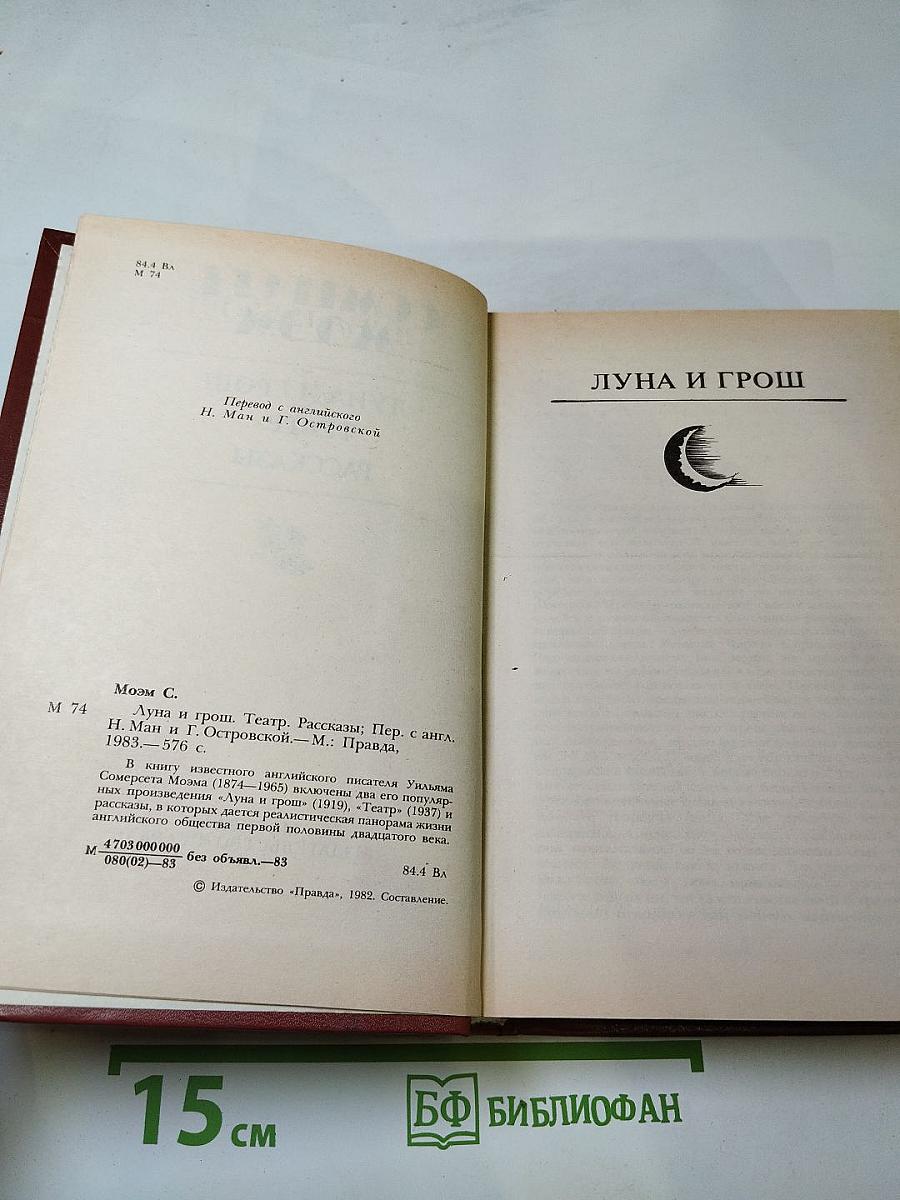 84.4 Вл
М 74
Перевод с английского
Н. Ман и Г. Островской
Моэм С.
М 74 Луна и грош. Театр. Рассказы; Пер. с англ.
Н. Ман и Г. Островской.—М.: Правда,
1983.—576 с.
В книгу известного английского писателя Уильяма
Сомерсета Моэма (1874—1965) включены два его популяр-
ных произведения «Луна и грош» (1919), «Театр» (1937) и
рассказы, в которых дается реалистическая панорама жизни
английского общества первой половины двадцатого века.
М 4703000000
080(02)—83 без объявл.—83
84.4 Вл
© Издательство «Правда», 1982. Составление.
ЛУНА И ГРОШ
15 см
БФ БИБЛИОФАН